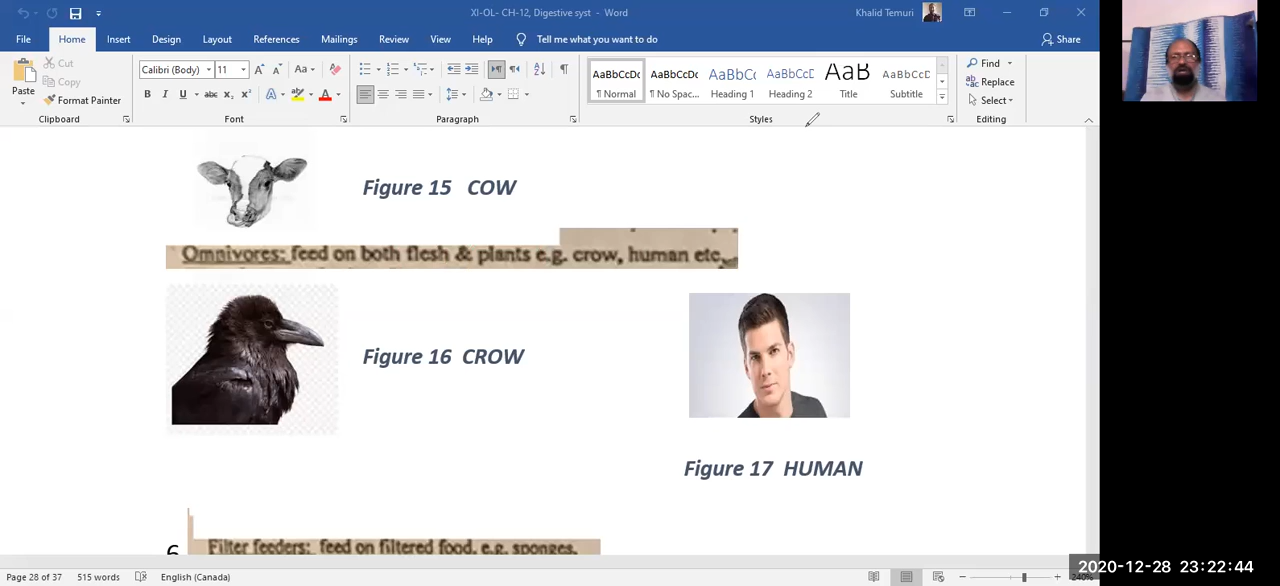 XI-OL- CH-12, Digestive syst - Word
Khalid Temuri
File Home Insert Design Layout References Mailings Review View Help Tell me what you want to do Share
Paste
Cut
Copy
Format Painter
Clipboard
Calibri (Body) 11
Font
Paragraph
AaBbCcDc AaBbCcDc AaBbCc AaBbCcE AaB AaBbCcD
¶ Normal ¶ No Spac... Heading 1 Heading 2 Title Subtitle
Styles
Find
Replace
Select
Editing
Figure 15 COW
Omnivores: feed on both flesh & plants e.g. crow, human etc.
Figure 16 CROW
Figure 17 HUMAN
6
Filter feeders: feed on filtered food, e.g. sponges,
Page 28 of 37 515 words English (Canada)
240%
2020-12-28 23:22:44